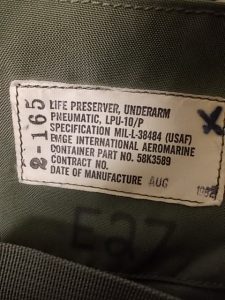 2-165
LIFE PRESERVER, UNDERARM
PNEUMATIC, LPU-10/P
SPECIFICATION MIL-L-38484 (USAF)
EMGE INTERNATIONAL AEROMARINE
CONTAINER PART NO. 58K3589
CONTRACT NO.
DATE OF MANUFACTURE AUG
X